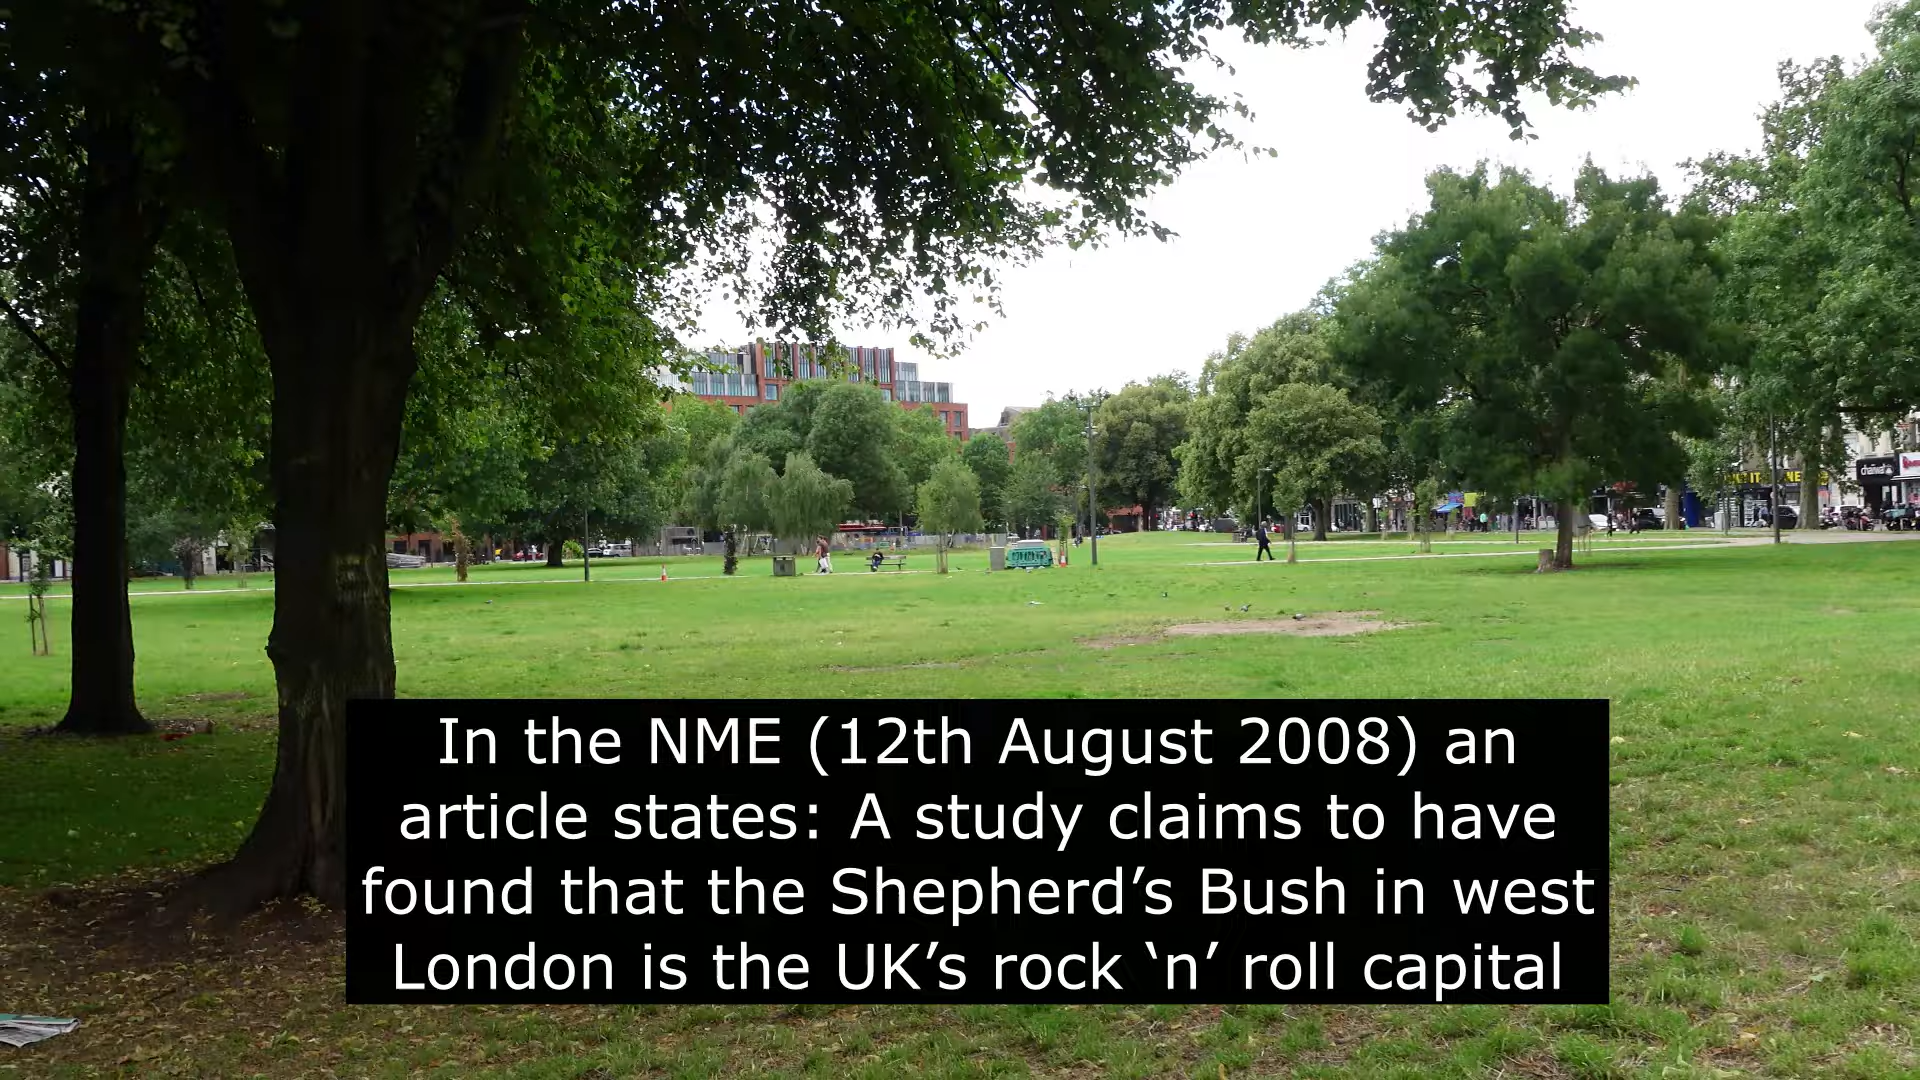 In the NME (12th August 2008) an
article states: A study claims to have
found that the Shepherd’s Bush in west
London is the UK’s rock ‘n’ roll capital
chaiwala